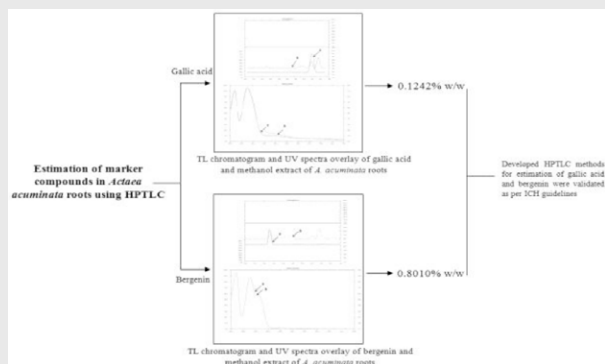 Gallic acid
0.1242% w/w
TL chromatogram and UV spectra overlay of gallic acid
and methanol extract of A. acuminata roots
Estimation of marker
compounds in Actaea
acuminata roots using HPTLC
Developed HPTLC methods
for estimation of gallic acid
and bergenin were validated
as per ICH guidelines
Bergenin
0.8010% w/w
TL chromatogram and UV spectra overlay of bergenin and
methanol extract of A. acuminata roots